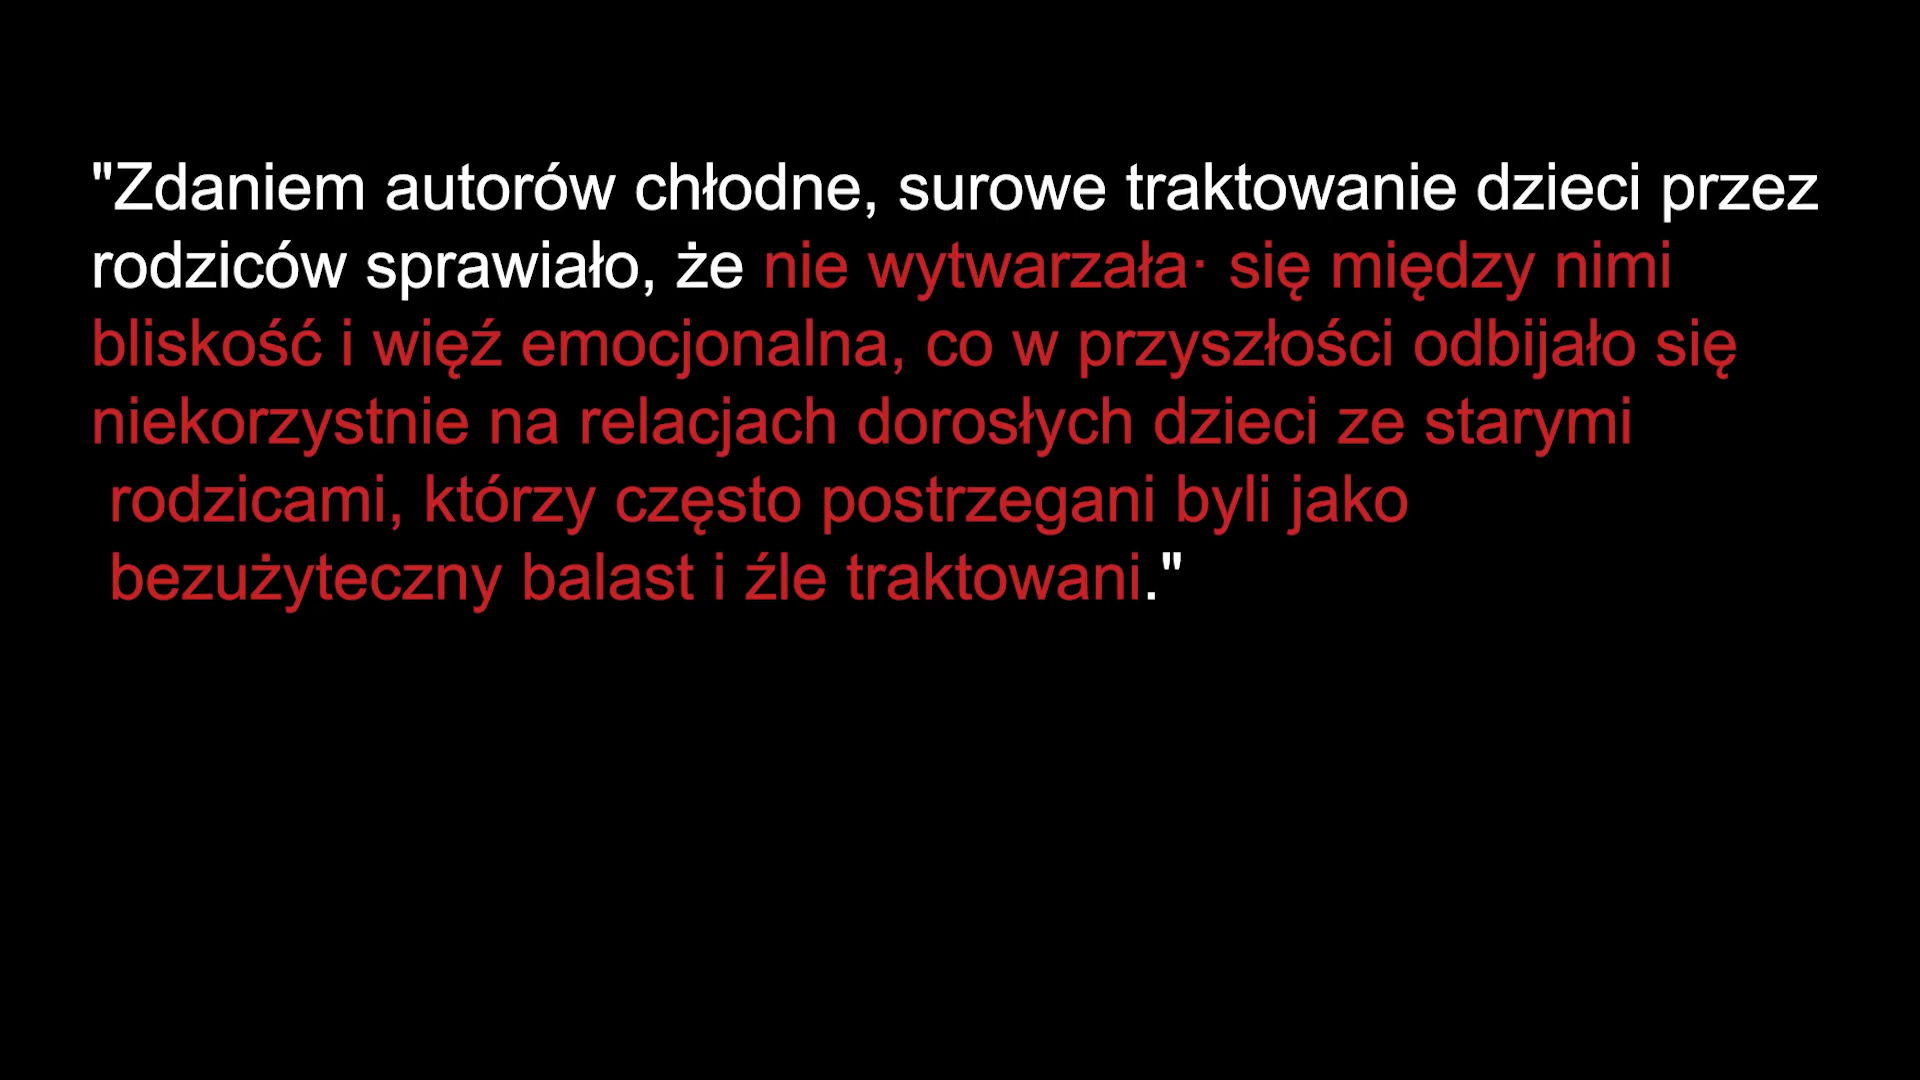 "Zdaniem autorów chłodne, surowe traktowanie dzieci przez
rodziców sprawiało, że nie wytwarzała· się między nimi
bliskość i więź emocjonalna, co w przyszłości odbijało się
niekorzystnie na relacjach dorosłych dzieci ze starymi
rodzicami, którzy często postrzegani byli jako
bezużyteczny balast i źle traktowani."